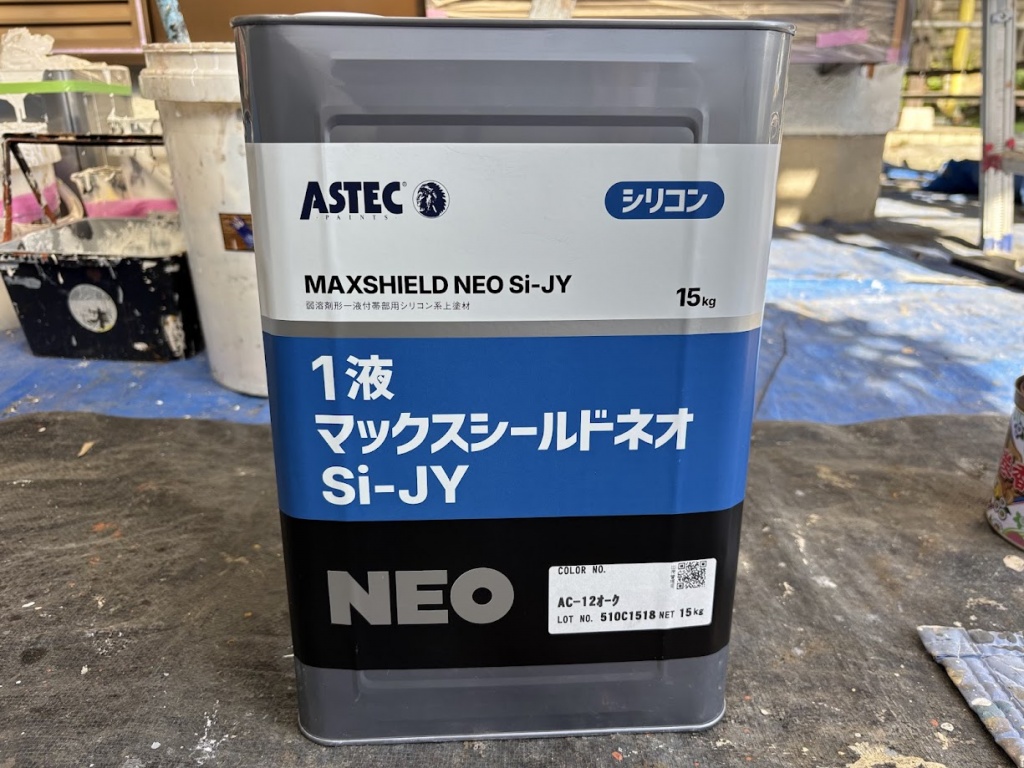 ASTEC
PAINTS
シリコン
MAXSHIELD NEO Si-JY
弱溶剤形一液付帯部用シリコン系上塗材
15kg
1液
マックスシールドネオ
Si-JY
NEO
COLOR NO.
AC-12オーク
LOT NO. 510C1518 NET 15kg